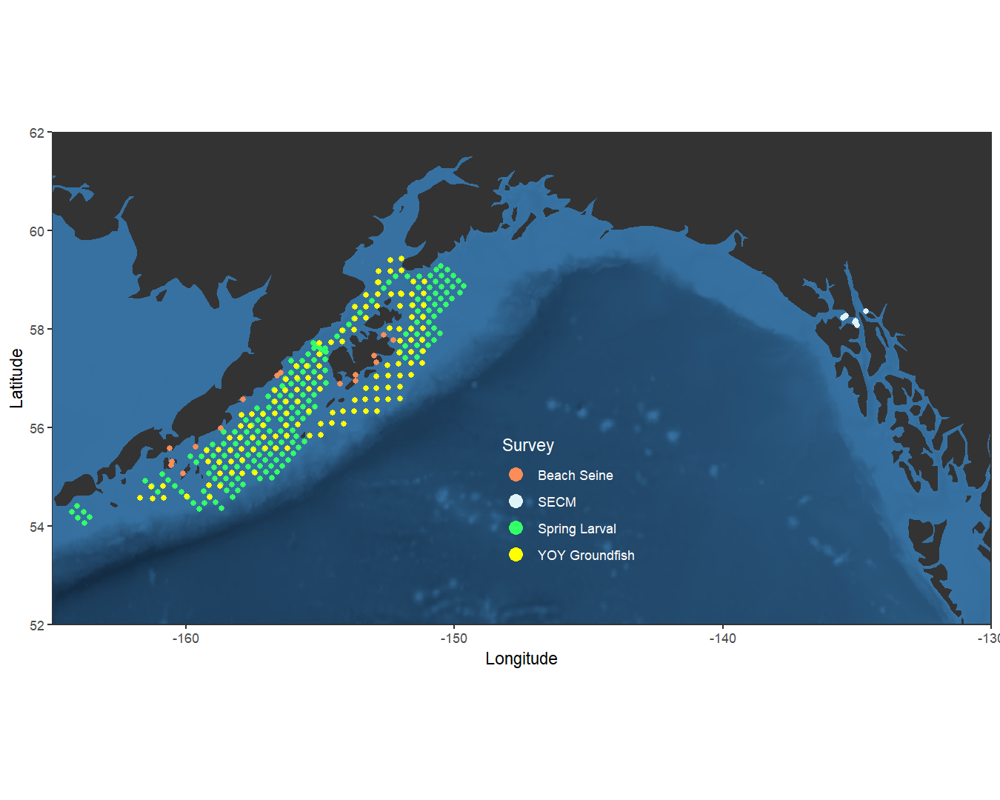 62
60
58
56
54
52
Latitude
Survey
Beach Seine
SECM
Spring Larval
YOY Groundfish
-160
-150
-140
-130
Longitude